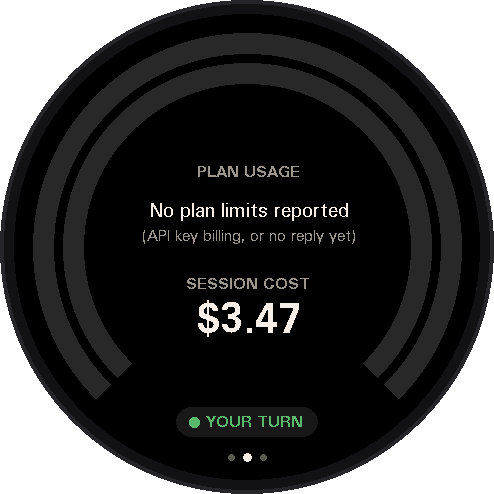 PLAN USAGE
No plan limits reported
(API key billing, or no reply yet)
SESSION COST
$3.47
YOUR TURN